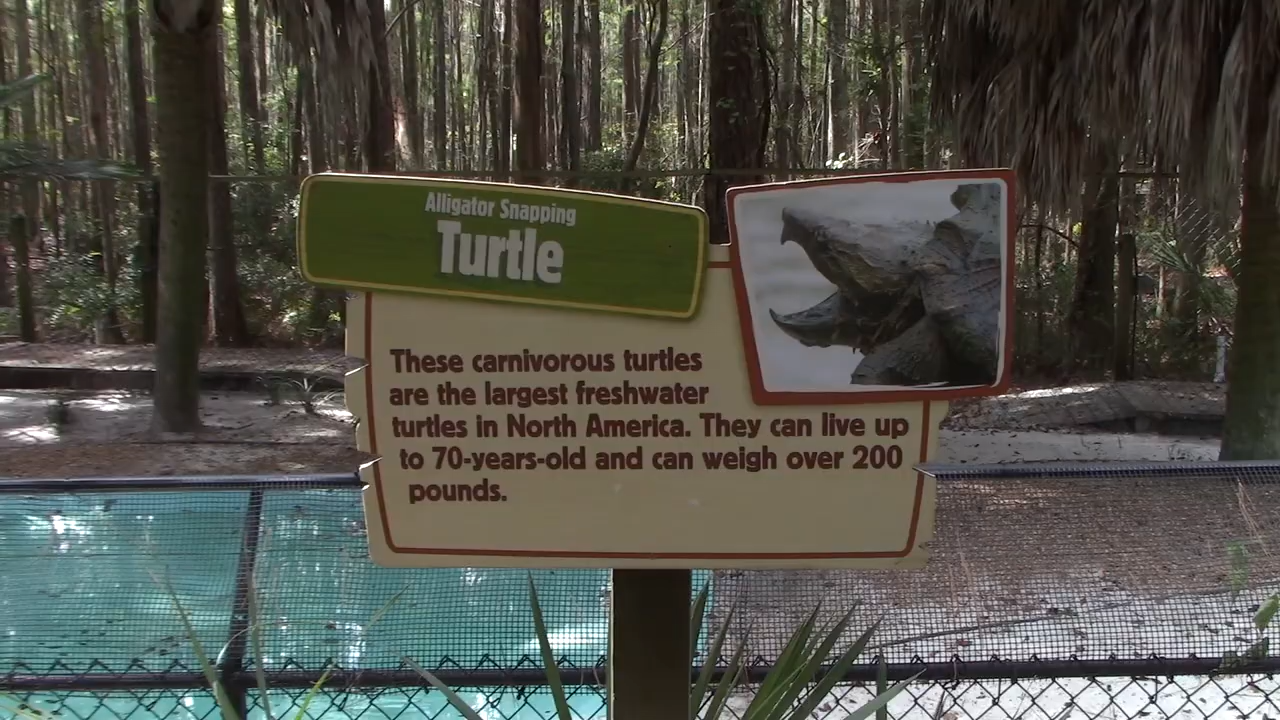 Alligator Snapping
Turtle
These carnivorous turtles
are the largest freshwater
turtles in North America. They can live up
to 70-years-old and can weigh over 200
pounds.